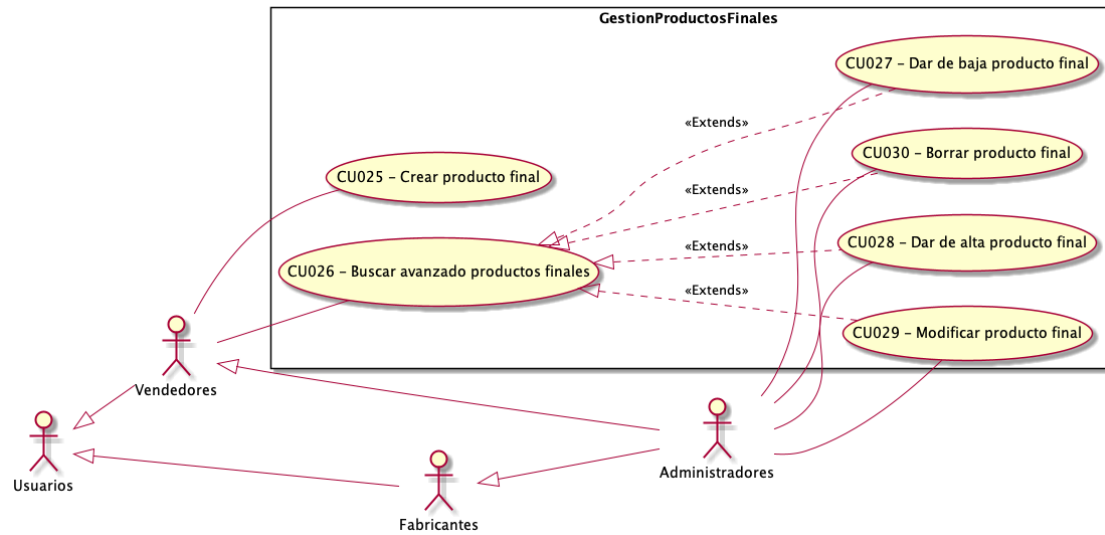 GestionProductosFinales
CU027 – Dar de baja producto final
«Extends»
CU030 – Borrar producto final
CU025 – Crear producto final
«Extends»
CU028 – Dar de alta producto final
«Extends»
CU026 – Buscar avanzado productos finales
«Extends»
CU029 – Modificar producto final
Vendedores
Administradores
Usuarios
Fabricantes